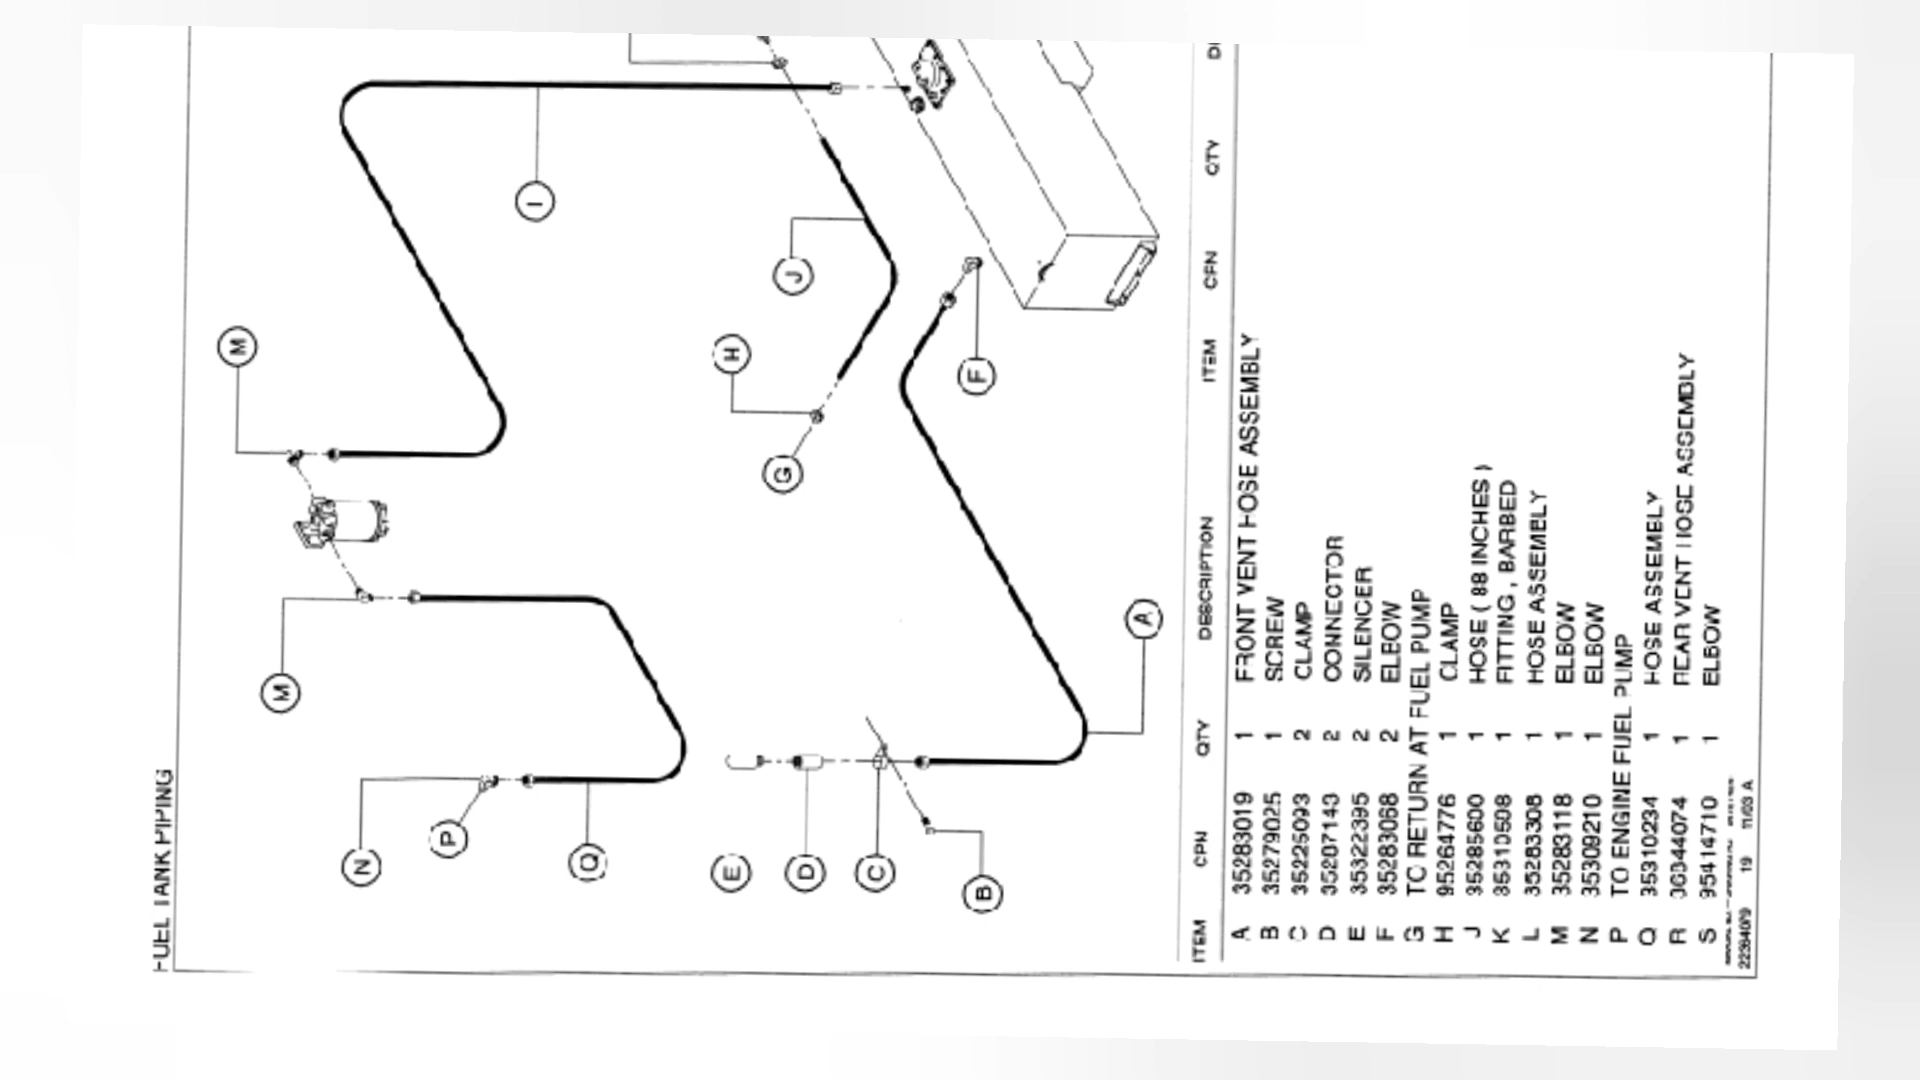 FUEL TANK PIPING
M
I
J
H
G
F
M
A
N
P
Q
E
D
C
B
ITEM CPN QTY DESCRIPTION ITEM CFN QTY
A 35283019 1 FRONT VENT HOSE ASSEMBLY
B 35279025 1 SCREW
C 35225093 2 CLAMP
D 35287143 2 CONNECTOR
E 35322395 2 SILENCER
F 35283068 2 ELBOW
G TO RETURN AT FUEL PUMP
H 95264776 1 CLAMP
J 35285600 1 HOSE ( 88 INCHES )
K 35310508 1 FITTING , BARBED
L 35283308 1 HOSE ASSEMBLY
M 35283118 1 ELBOW
N 35309210 1 ELBOW
P TO ENGINE FUEL PUMP
Q 35310234 1 HOSE ASSEMBLY
R 36344074 1 REAR VENT HOSE ASSEMBLY
S 95414710 1 ELBOW
19 11/03 A